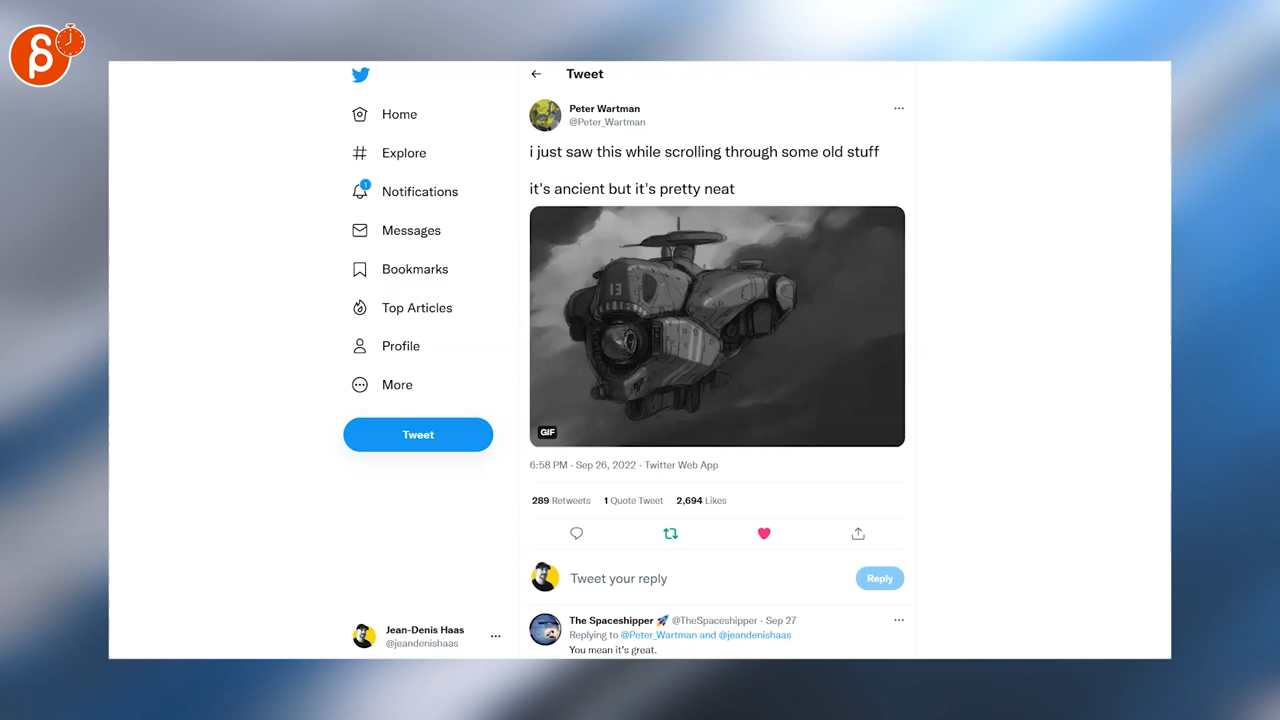 Tweet
Peter Wartman
@Peter_Wartman
i just saw this while scrolling through some old stuff
it's ancient but it's pretty neat
13
GIF
6:58 PM · Sep 26, 2022 · Twitter Web App
289 Retweets 1 Quote Tweet 2,694 Likes
Tweet your reply
Reply
The Spaceshipper 🚀 @TheSpaceshipper · Sep 27
Replying to @Peter_Wartman and @jeandenishaas
You mean it's great.
Home
Explore
1
Notifications
Messages
Bookmarks
Top Articles
Profile
More
Tweet
Jean-Denis Haas
@jeandenishaas